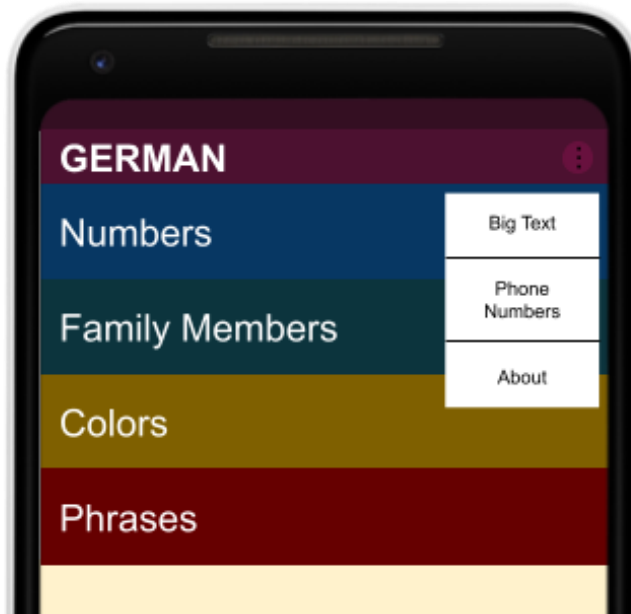 GERMAN
Numbers
Big Text
Phone
Numbers
Family Members
About
Colors
Phrases